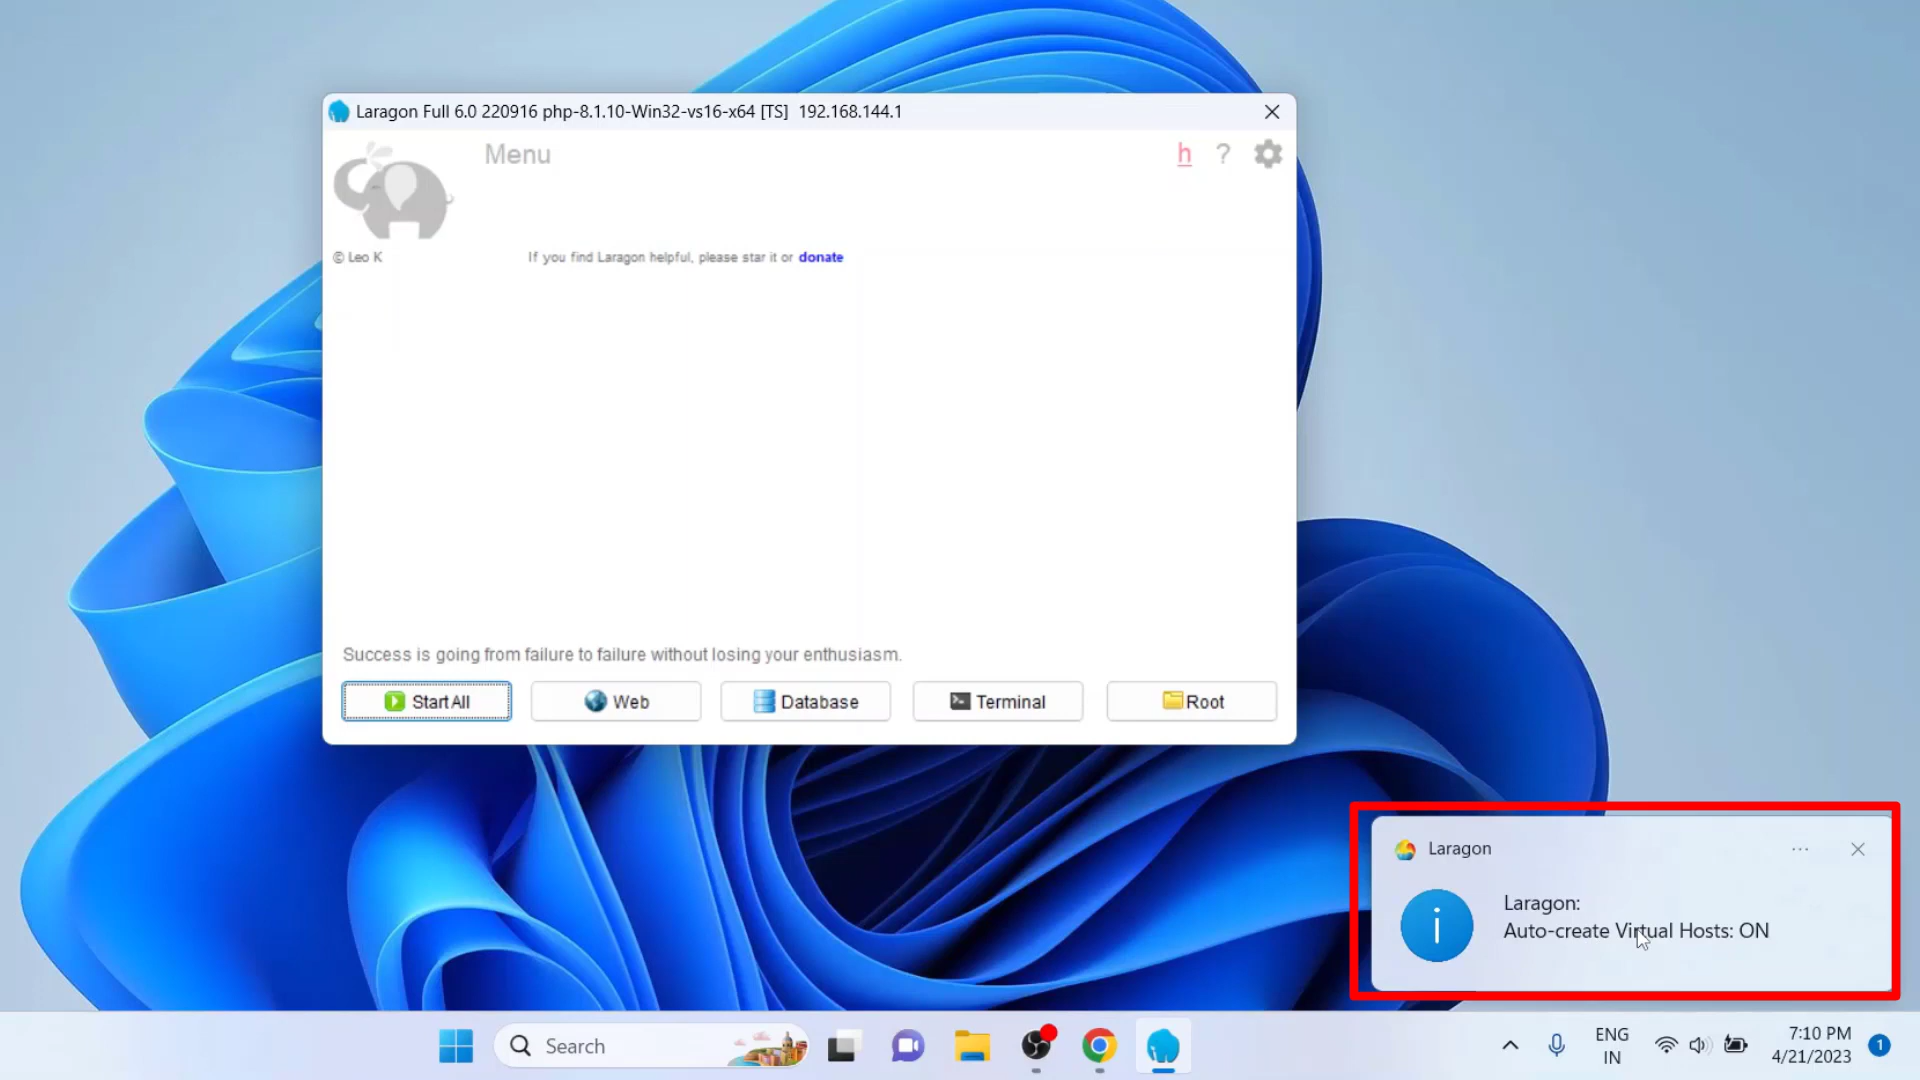 Laragon Full 6.0 220916 php-8.1.10-Win32-vs16-x64 [TS] 192.168.144.1
Menu
h ?
© Leo K
If you find Laragon helpful, please star it or donate
Success is going from failure to failure without losing your enthusiasm.
Start All
Web
Database
Terminal
Root
Laragon
Laragon:
Auto-create Virtual Hosts: ON
Search
ENG
IN
7:10 PM
4/21/2023
1